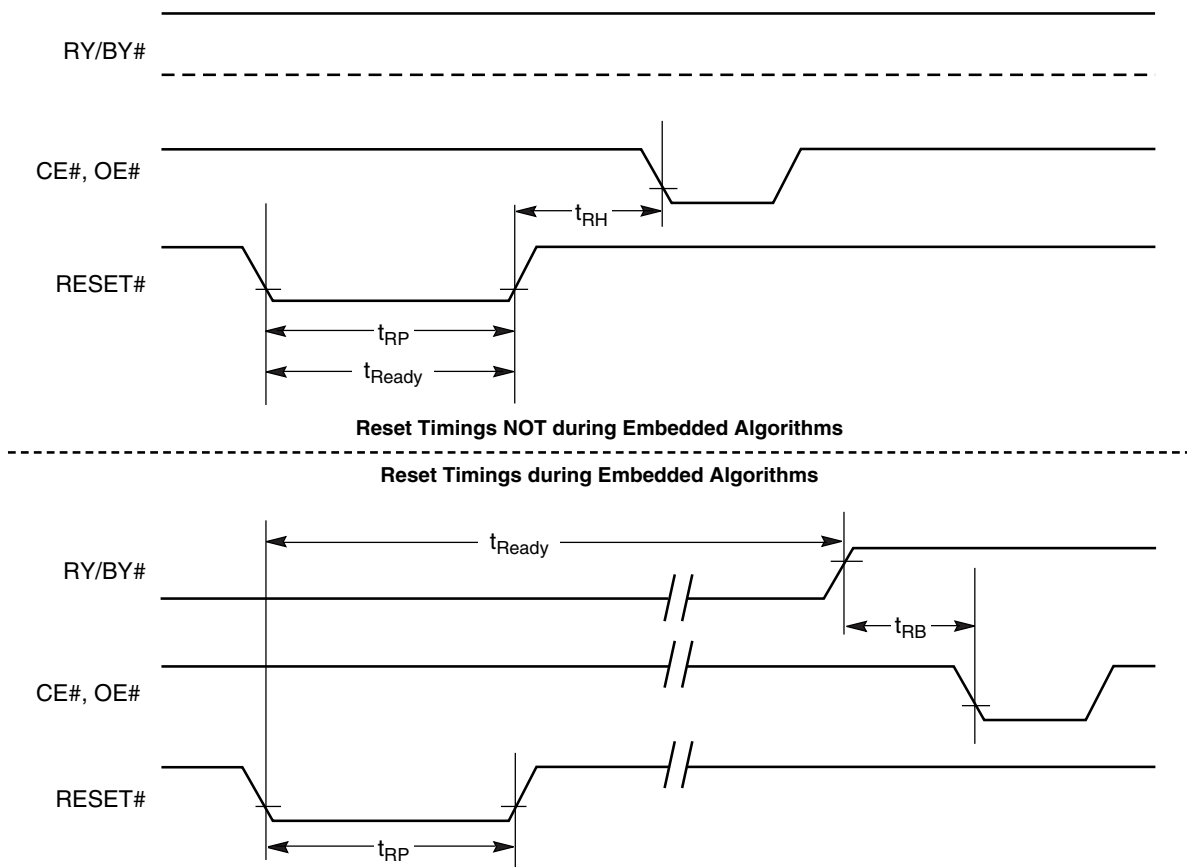 RY/BY#
CE#, OE#
tRH
RESET#
tRP
tReady
Reset Timings NOT during Embedded Algorithms
Reset Timings during Embedded Algorithms
tReady
RY/BY#
tRB
CE#, OE#
RESET#
tRP